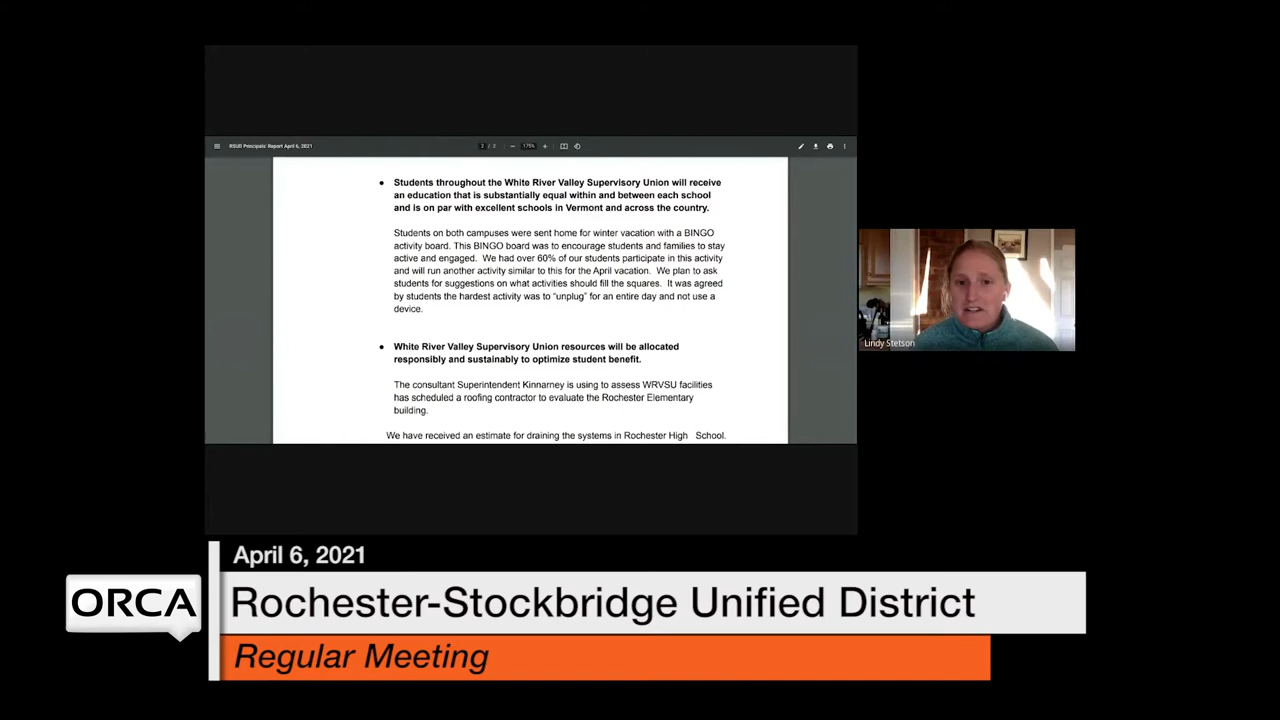 RSUD Principals' Report April 6, 2021
2 / 2
175%
• Students throughout the White River Valley Supervisory Union will receive
an education that is substantially equal within and between each school
and is on par with excellent schools in Vermont and across the country.
Students on both campuses were sent home for winter vacation with a BINGO
activity board. This BINGO board was to encourage students and families to stay
active and engaged. We had over 60% of our students participate in this activity
and will run another activity similar to this for the April vacation. We plan to ask
students for suggestions on what activities should fill the squares. It was agreed
by students the hardest activity was to “unplug” for an entire day and not use a
device.
• White River Valley Supervisory Union resources will be allocated
responsibly and sustainably to optimize student benefit.
The consultant Superintendent Kinnarney is using to assess WRVSU facilities
has scheduled a roofing contractor to evaluate the Rochester Elementary
building.
We have received an estimate for draining the systems in Rochester High School.
Lindy Stetson
April 6, 2021
ORCA
Rochester-Stockbridge Unified District
Regular Meeting